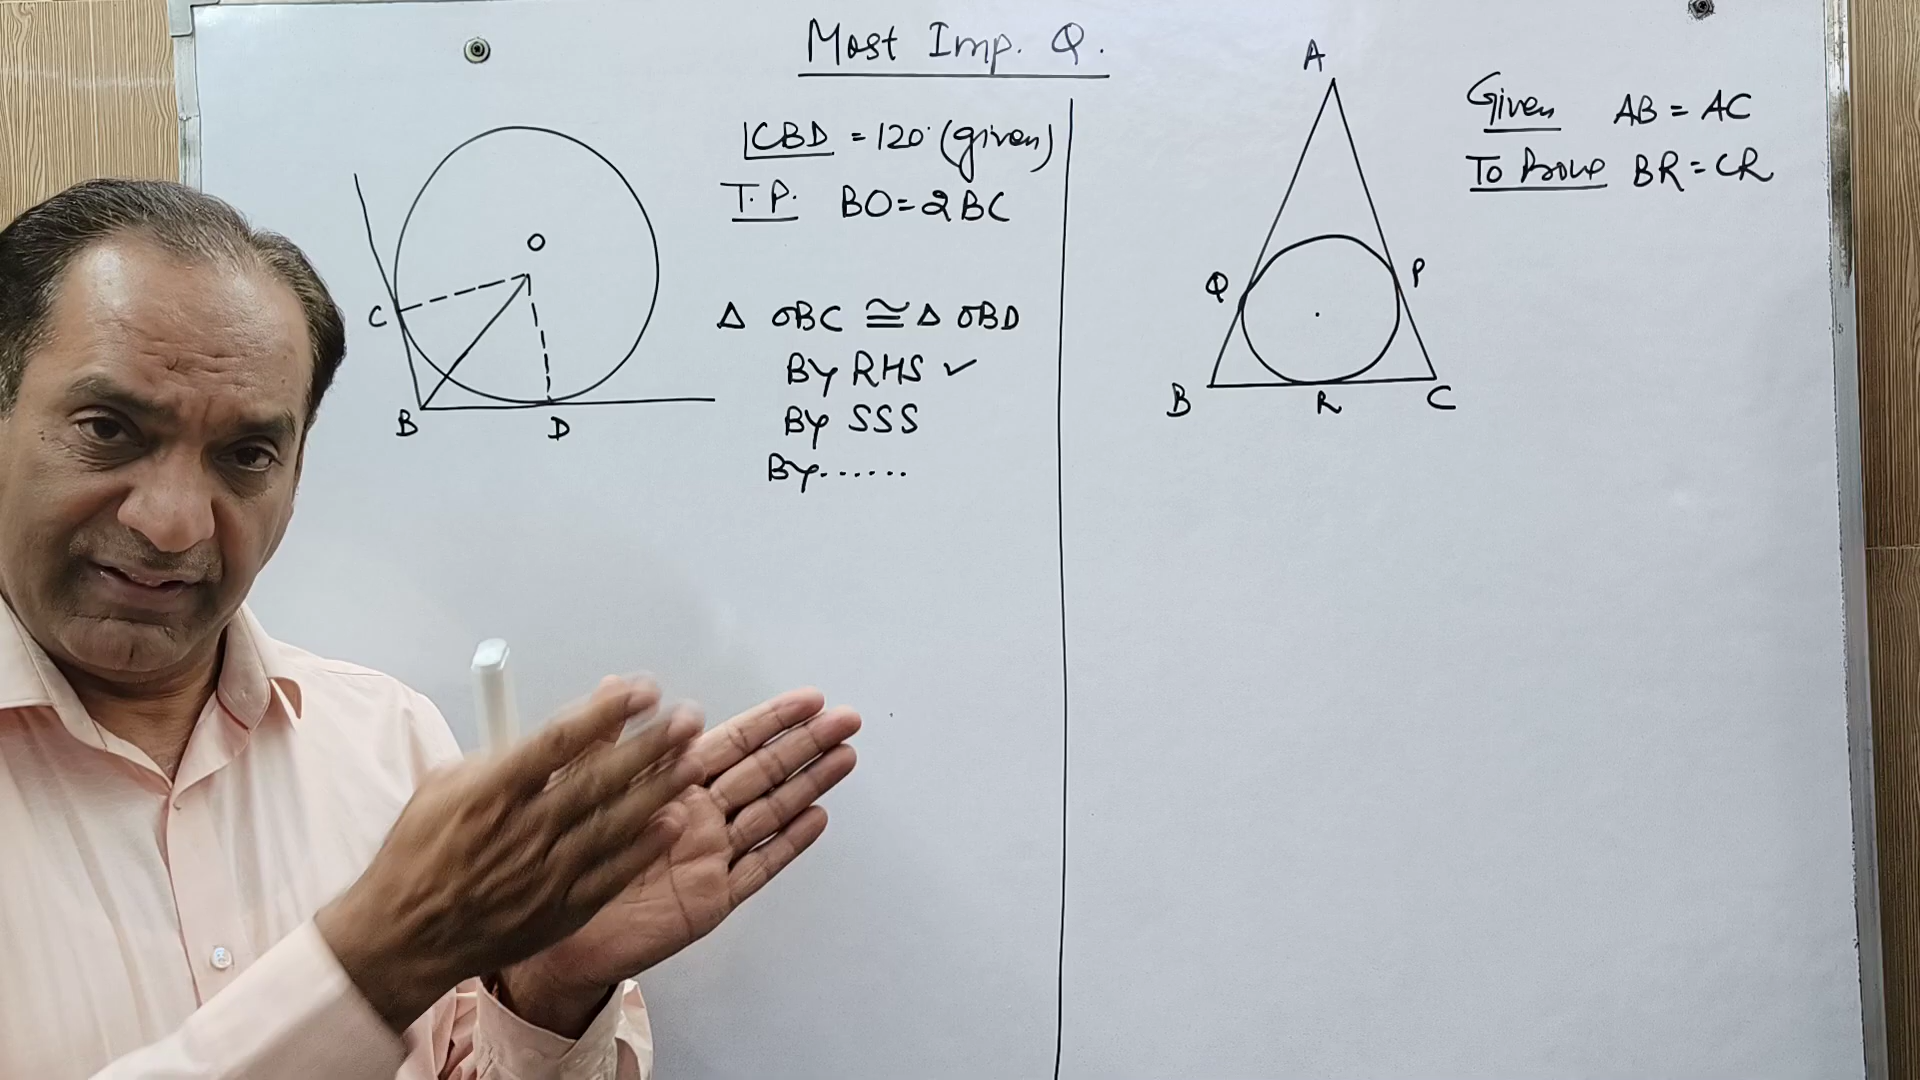 Most Imp. Q.
∠CBD = 120° (given)
T.P. BO = 2BC
O
C
B
D
Δ OBC ≅ Δ OBD
By RHS ✓
By SSS
By......
A
Q
P
B
R
C
Given AB = AC
To Prove BR = CR